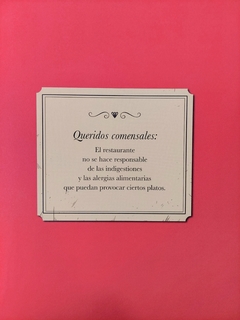 Queridos comensales:
El restaurante
no se hace responsable
de las indigestiones
y las alergias alimentarias
que puedan provocar ciertos platos.